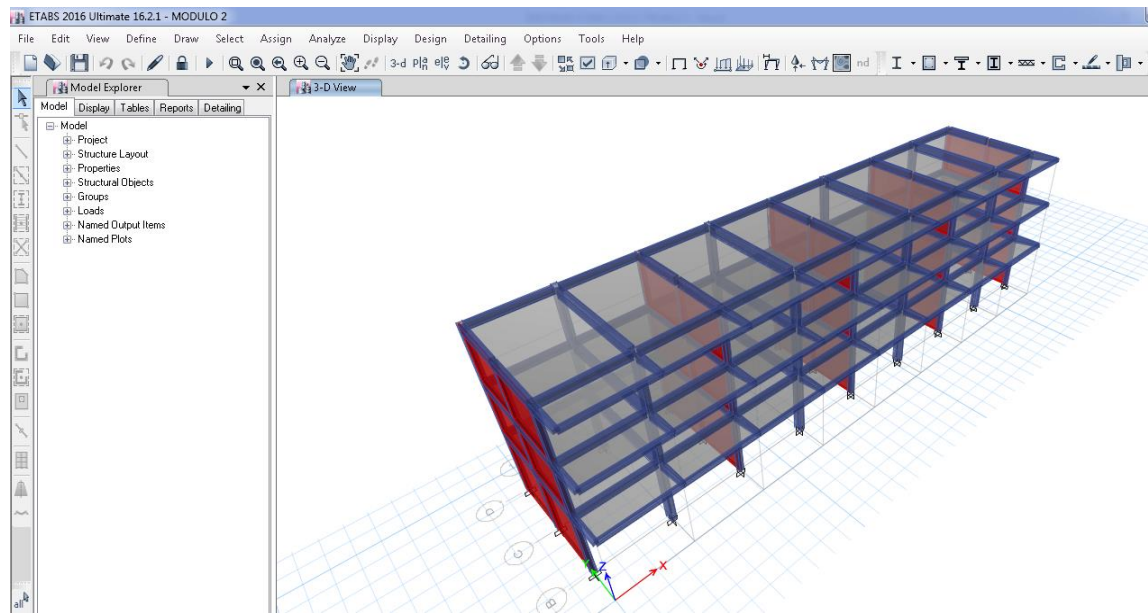 ETABS 2016 Ultimate 16.2.1 - MODULO 2
File Edit View Define Draw Select Assign Analyze Display Design Detailing Options Tools Help
3-d
nd
Model Explorer
3-D View
Model Display Tables Reports Detailing
Model
Project
Structure Layout
Properties
Structural Objects
Groups
Loads
Named Output Items
Named Plots
D
C
B
Z
X
all